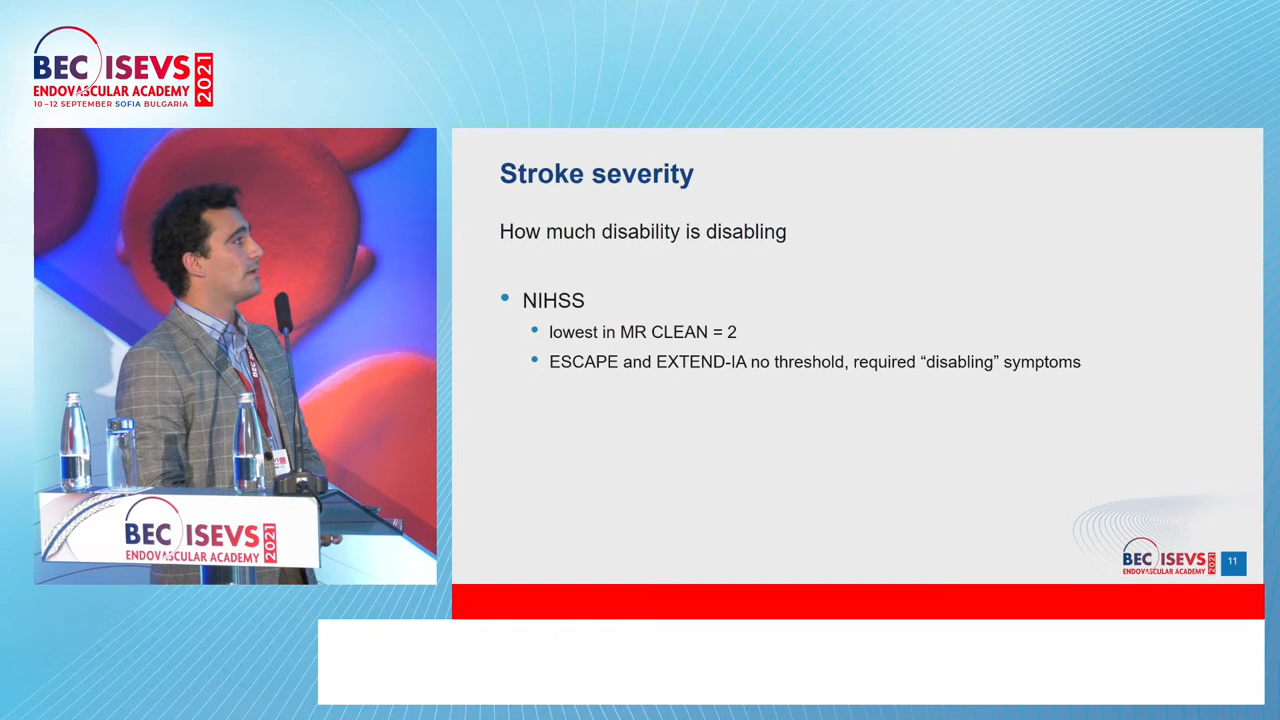 BEC ISEVS
ENDOVASCULAR ACADEMY
2021
10–12 SEPTEMBER SOFIA BULGARIA
Stroke severity
How much disability is disabling
• NIHSS
• lowest in MR CLEAN = 2
• ESCAPE and EXTEND-IA no threshold, required “disabling” symptoms
BEC ISEVS
ENDOVASCULAR ACADEMY
2021
BEC ISEVS
ENDOVASCULAR ACADEMY
2021
11